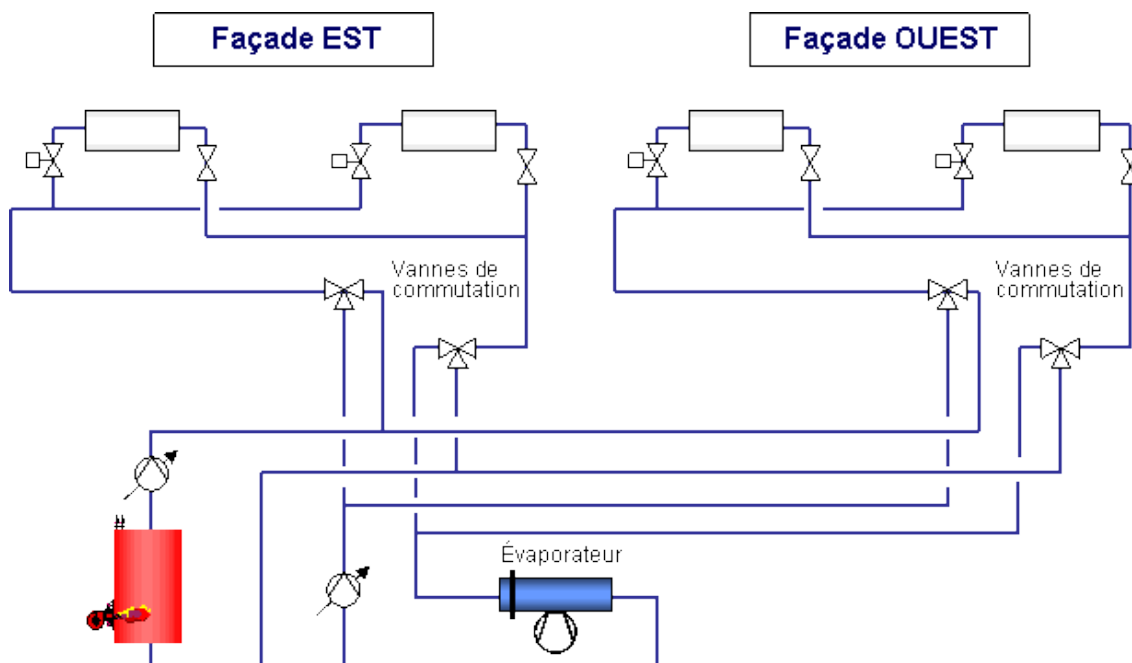 Façade EST
Façade OUEST
Vannes de
commutation
Vannes de
commutation
Évaporateur